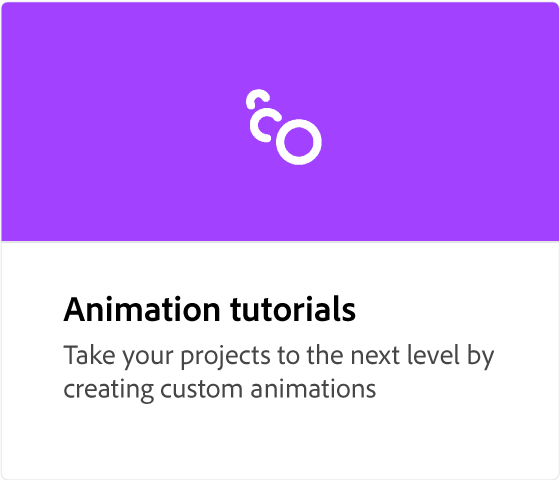 Animation tutorials
Take your projects to the next level by
creating custom animations